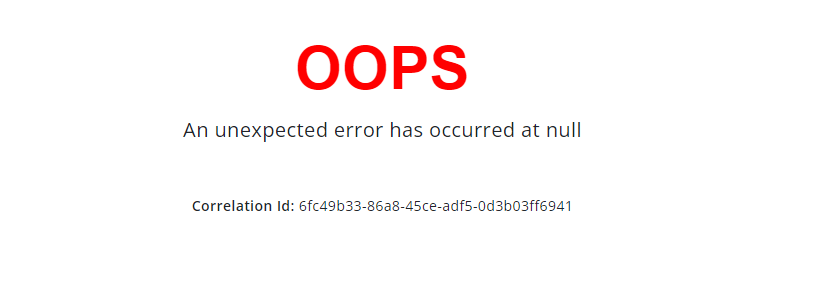 OOPS
An unexpected error has occurred at null
Correlation Id: 6fc49b33-86a8-45ce-adf5-0d3b03ff6941